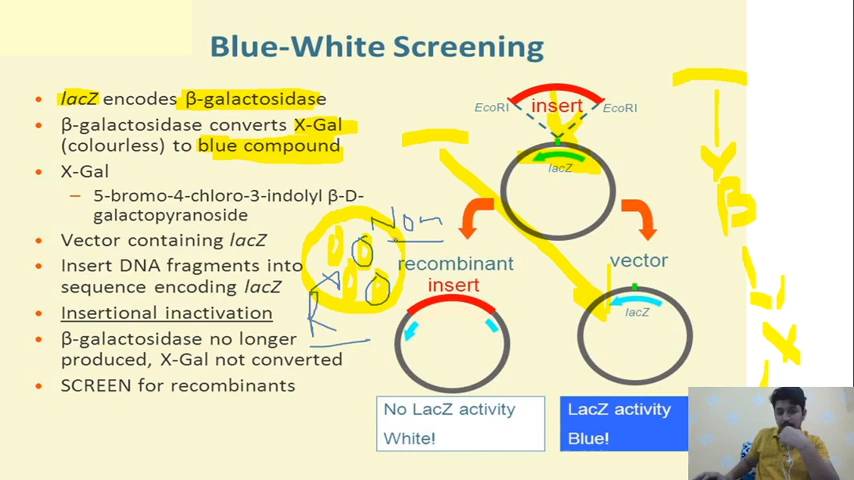 Blue-White Screening
• lacZ encodes β-galactosidase
• β-galactosidase converts X-Gal
(colourless) to blue compound
• X-Gal
– 5-bromo-4-chloro-3-indolyl β-D-
galactopyranoside
• Vector containing lacZ
• Insert DNA fragments into
sequence encoding lacZ
• Insertional inactivation
• β-galactosidase no longer
produced, X-Gal not converted
• SCREEN for recombinants
EcoRI
insert
EcoRI
lacZ
Non
R
recombinant
insert
vector
lacZ
β
No LacZ activity
White!
LacZ activity
Blue!